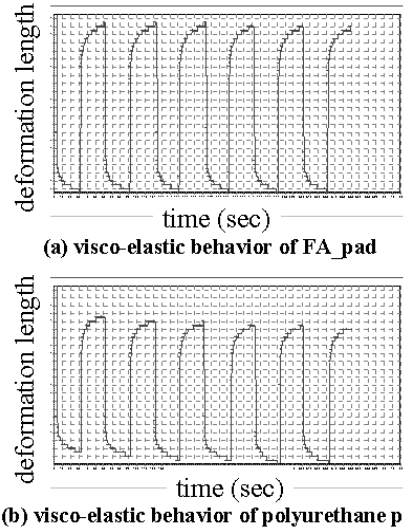 deformation length
time (sec)
(a) visco-elastic behavior of FA_pad
deformation length
time (sec)
(b) visco-elastic behavior of polyurethane p